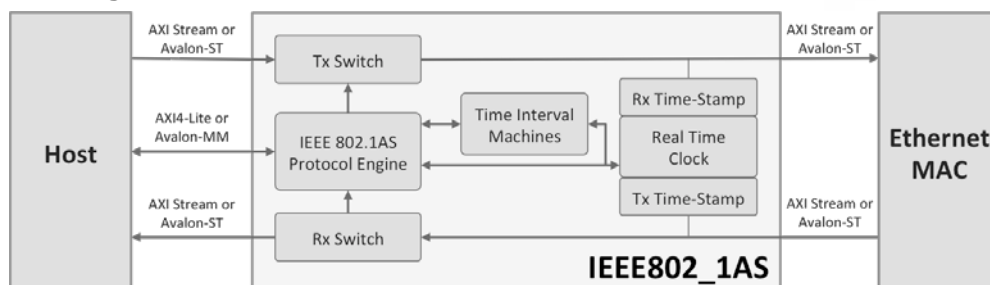 AXI Stream or
Avalon-ST
AXI Stream or
Avalon-ST
Tx Switch
Rx Time-Stamp
AXI4-Lite or
Avalon-MM
Time Interval
Machines
Host
IEEE 802.1AS
Protocol Engine
Real Time
Clock
Ethernet
MAC
AXI Stream or
Avalon-ST
Tx Time-Stamp
AXI Stream or
Avalon-ST
Rx Switch
IEEE802_1AS